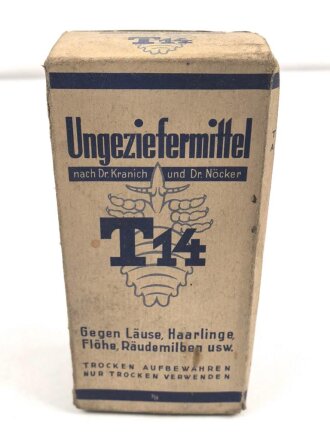 Ungeziefermittel
nach Dr. Kranich und Dr. Nöcker
T14
Gegen Läuse, Haarlinge,
Flöhe, Räudemilben usw.
TROCKEN AUFBEWAHREN
NUR TROCKEN VERWENDEN